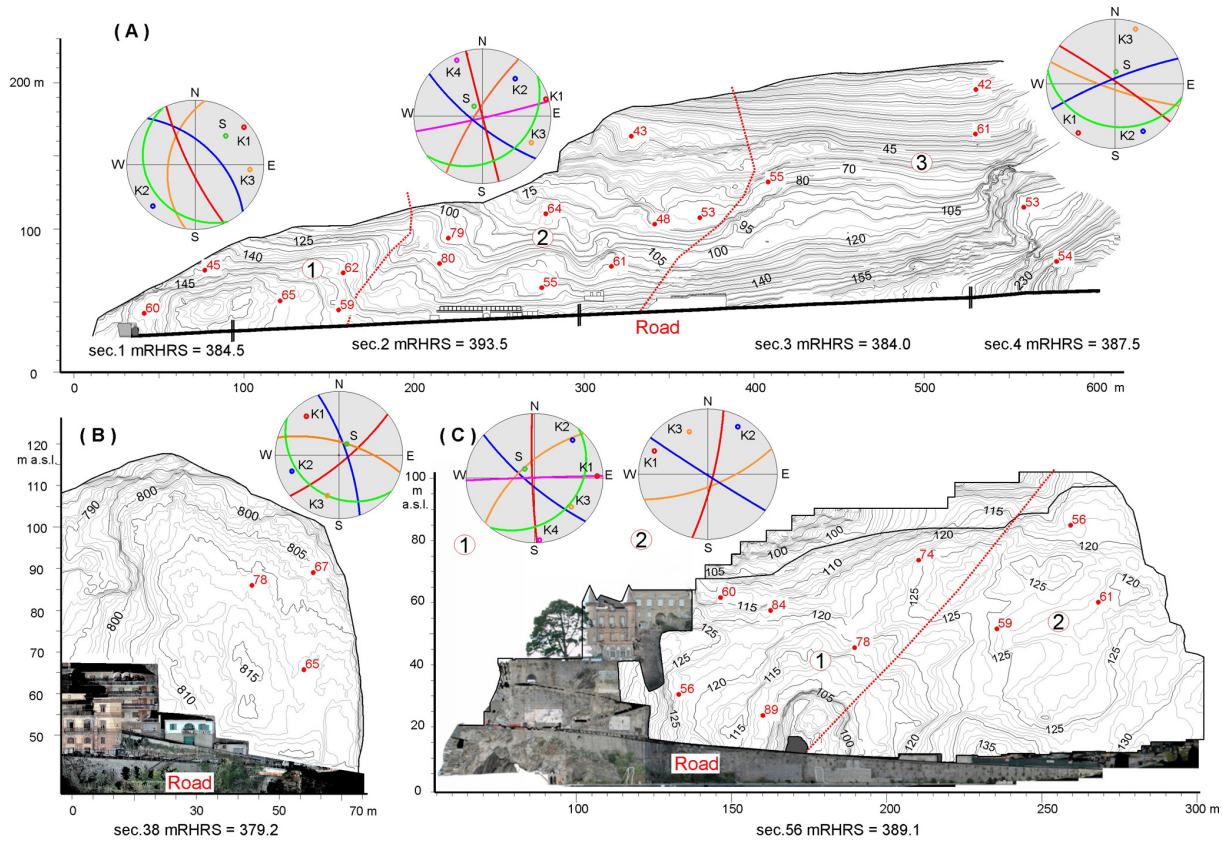 ( A )
N
W
E
S
S
K1
K2
K3
N
W
E
S
S
K1
K2
K3
K4
N
W
E
S
S
K1
K2
K3
200 m
100
0
75
100
125
140
145
45
60
65
62
59
1
79
80
64
55
61
48
53
43
2
105
100
95
55
80
70
45
105
120
140
155
3
42
61
53
54
230
Road
sec.1 mRHRS = 384.5
sec.2 mRHRS = 393.5
sec.3 mRHRS = 384.0
sec.4 mRHRS = 387.5
0
100
200
300
400
500
600 m
( B )
N
W
E
S
S
K1
K2
K3
120
m a.s.l.
110
100
90
80
70
60
50
790
800
800
805
800
810
815
78
67
65
Road
0
30
50
70 m
sec.38 mRHRS = 379.2
( C )
N
W
E
S
S
K1
K2
K3
K4
1
N
W
E
S
K1
K2
K3
2
100
m
a.s.l.
80
60
40
20
0
105
100
100
110
120
115
115
120
125
125
120
125
115
105
100
115
125
120
125
125
120
120
125
135
130
60
84
74
78
56
89
1
56
59
61
2
Road
100
150
200
250
300 m
sec.56 mRHRS = 389.1